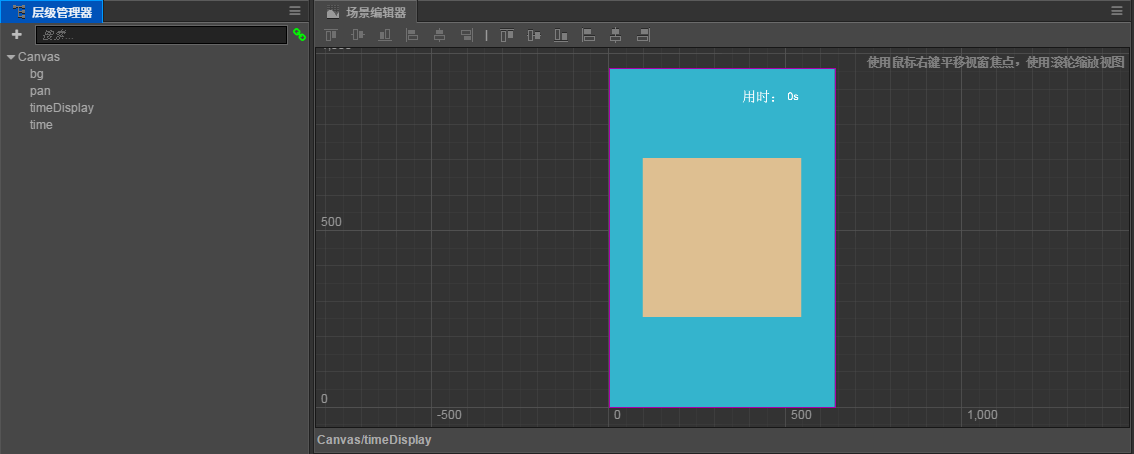 层级管理器
搜索...
Canvas
bg
pan
timeDisplay
time
场景编辑器
使用鼠标右键平移视窗焦点，使用滚轮缩放视图
用时： 0s
500
0
-500
0
500
1,000
Canvas/timeDisplay